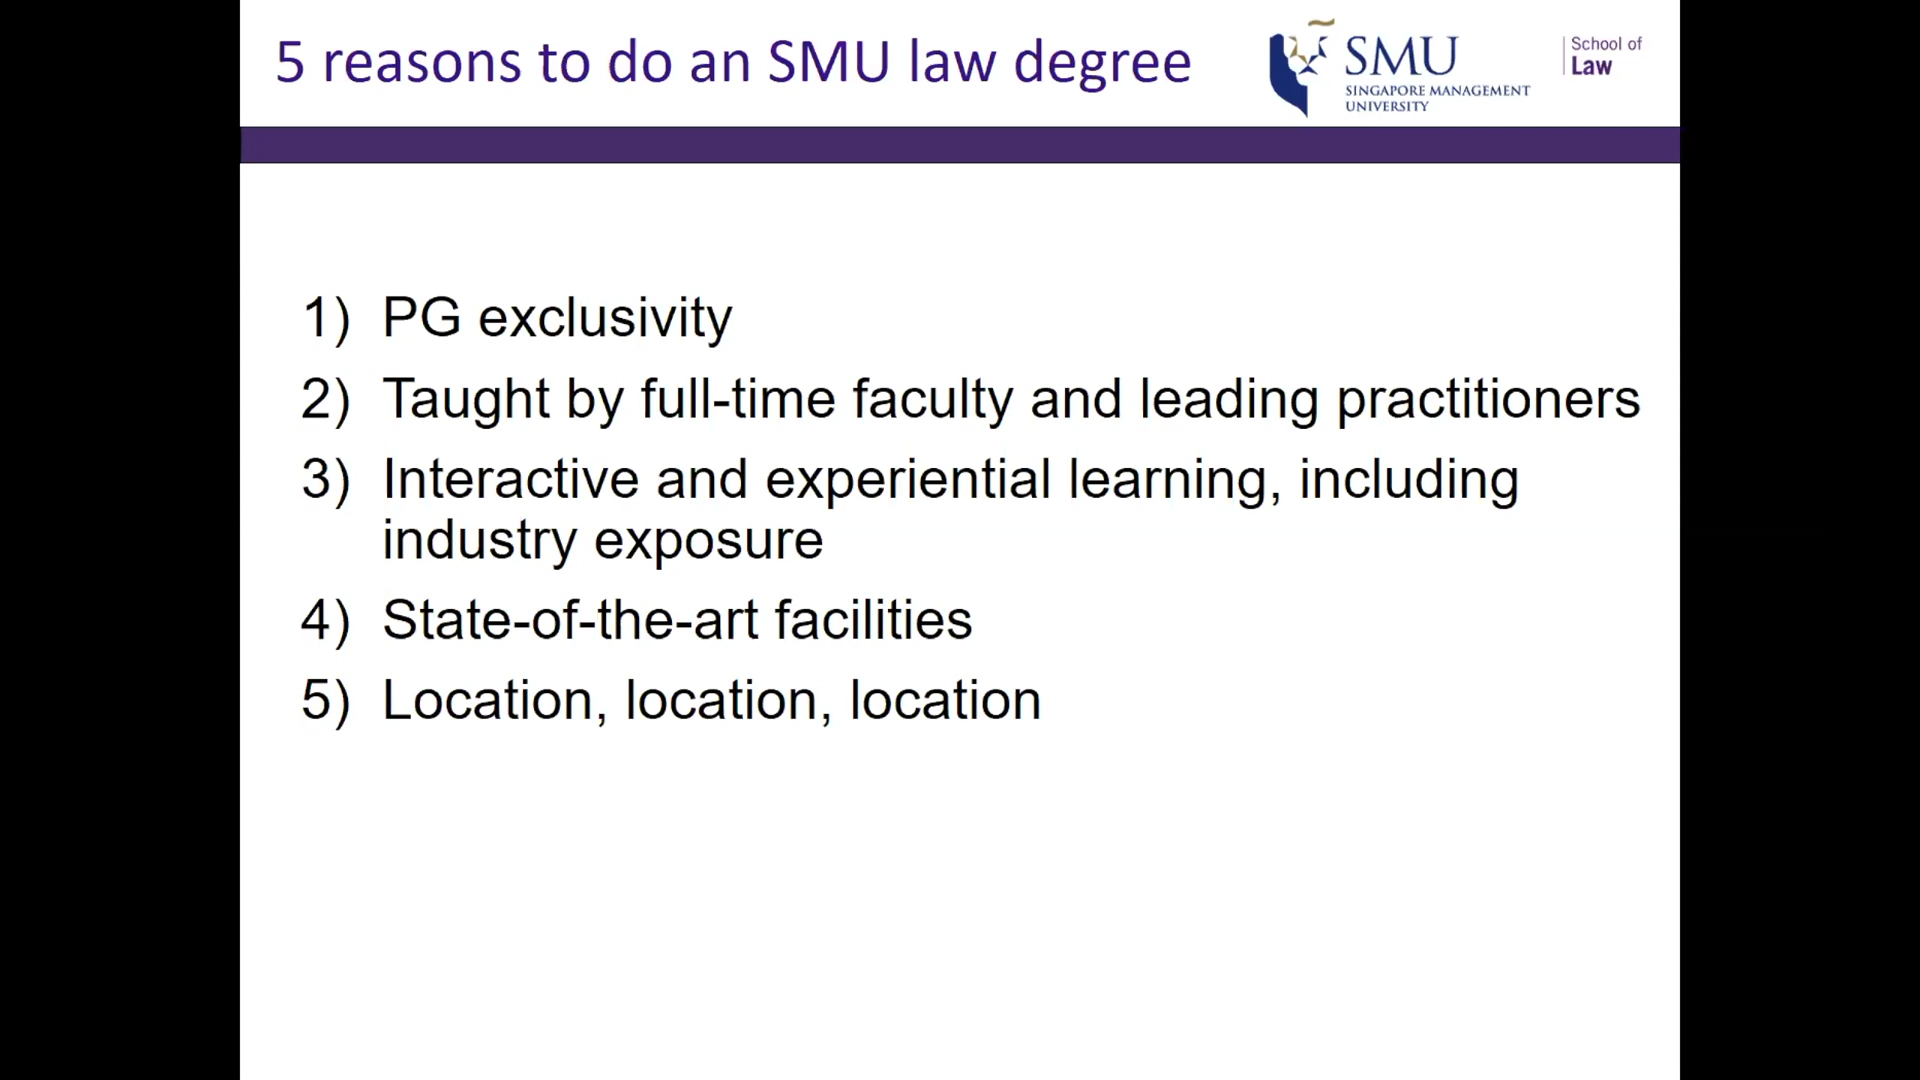 5 reasons to do an SMU law degree
SMU
SINGAPORE MANAGEMENT
UNIVERSITY
School of
Law
1) PG exclusivity
2) Taught by full-time faculty and leading practitioners
3) Interactive and experiential learning, including
industry exposure
4) State-of-the-art facilities
5) Location, location, location